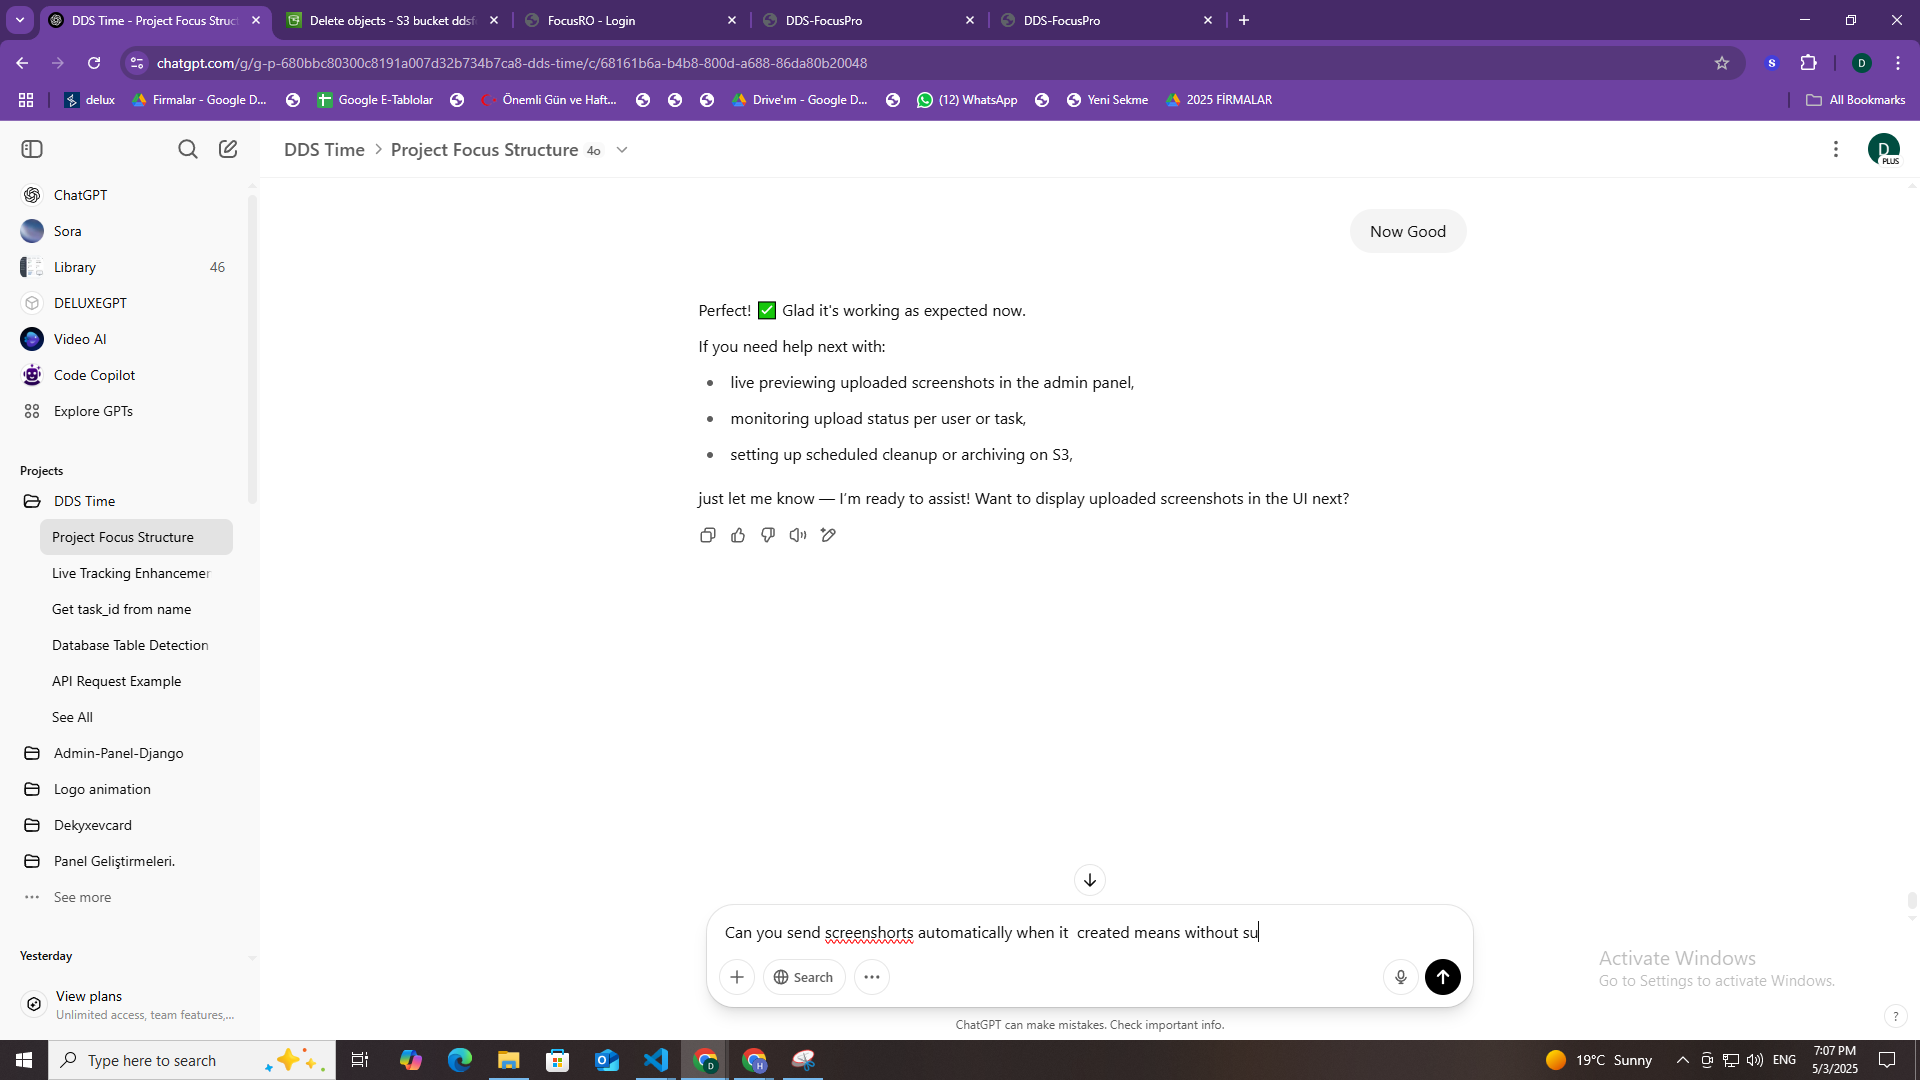 DDS Time - Project Focus Struct
Delete objects - S3 bucket ddsf
FocusRO - Login
DDS-FocusPro
DDS-FocusPro
chatgpt.com/g/g-p-680bbc80300c8191a007d32b734b7ca8-dds-time/c/68161b6a-b4b8-800d-a688-86da80b20048
S
D
delux
Firmalar - Google D...
Google E-Tablolar
Önemli Gün ve Haft...
Drive'ım - Google D...
(12) WhatsApp
Yeni Sekme
2025 FİRMALAR
All Bookmarks
DDS Time > Project Focus Structure 4o
D
PLUS
ChatGPT
Sora
Library 46
DELUXEGPT
Video AI
Code Copilot
Explore GPTs
Projects
DDS Time
Project Focus Structure
Live Tracking Enhancemen
Get task_id from name
Database Table Detection
API Request Example
See All
Admin-Panel-Django
Logo animation
Dekyxevcard
Panel Geliştirmeleri.
See more
Yesterday
View plans
Unlimited access, team features,...
Now Good
Perfect! ✅ Glad it's working as expected now.
If you need help next with:
• live previewing uploaded screenshots in the admin panel,
• monitoring upload status per user or task,
• setting up scheduled cleanup or archiving on S3,
just let me know — I'm ready to assist! Want to display uploaded screenshots in the UI next?
Can you send screenshorts automatically when it  created means without su
Search
ChatGPT can make mistakes. Check important info.
Activate Windows
Go to Settings to activate Windows.
?
Type here to search
D
H
19°C Sunny
ENG
7:07 PM
5/3/2025